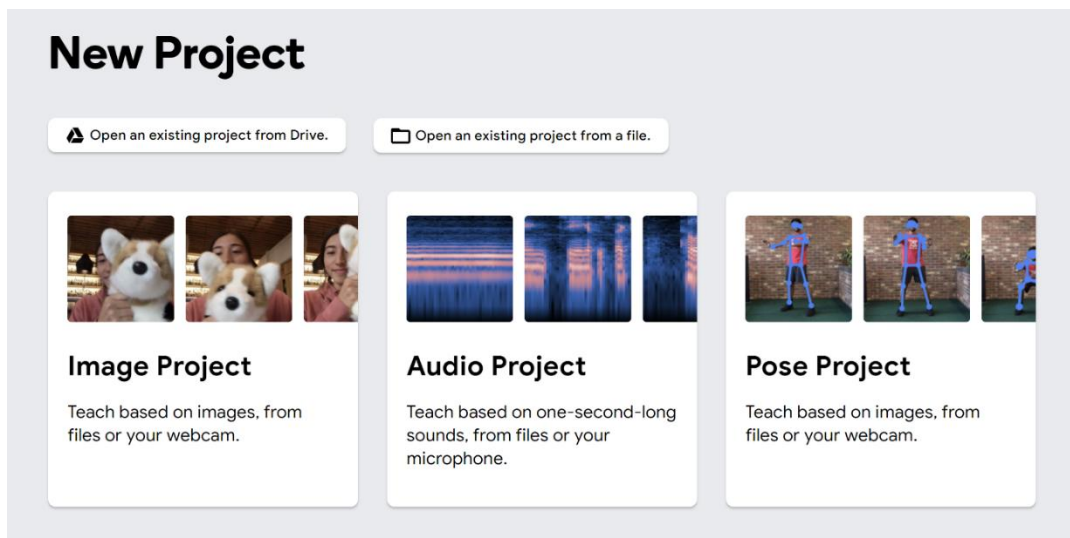 New Project
Open an existing project from Drive.
Open an existing project from a file.
Image Project
Teach based on images, from
files or your webcam.
Audio Project
Teach based on one-second-long
sounds, from files or your
microphone.
Pose Project
Teach based on images, from
files or your webcam.